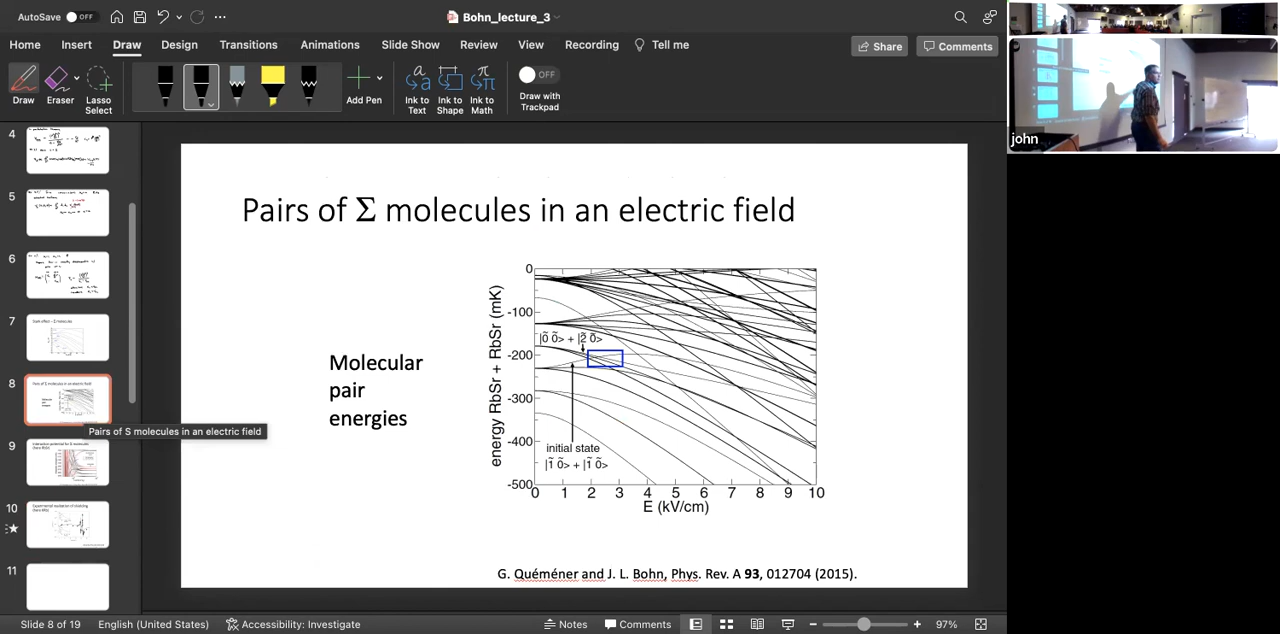 AutoSave OFF
Bohn_lecture_3
Home Insert Draw Design Transitions Animations Slide Show Review View Recording Tell me
Share Comments
Draw Eraser Lasso Select Add Pen Ink to Text Ink to Shape Ink to Math Draw with Trackpad
OFF
4
5
6
7
8
9
10
11
Pairs of S molecules in an electric field
Pairs of Σ molecules in an electric field
Molecular
pair
energies
energy RbSr + RbSr (mK)
0
-100
-200
-300
-400
-500
|0̃ 0̃> + |2̃ 0̃>
initial state
|1̃ 0̃> + |1̃ 0̃>
0 1 2 3 4 5 6 7 8 9 10
E (kV/cm)
G. Quéméner and J. L. Bohn, Phys. Rev. A 93, 012704 (2015).
john
Slide 8 of 19 English (United States) Accessibility: Investigate Notes Comments 97%